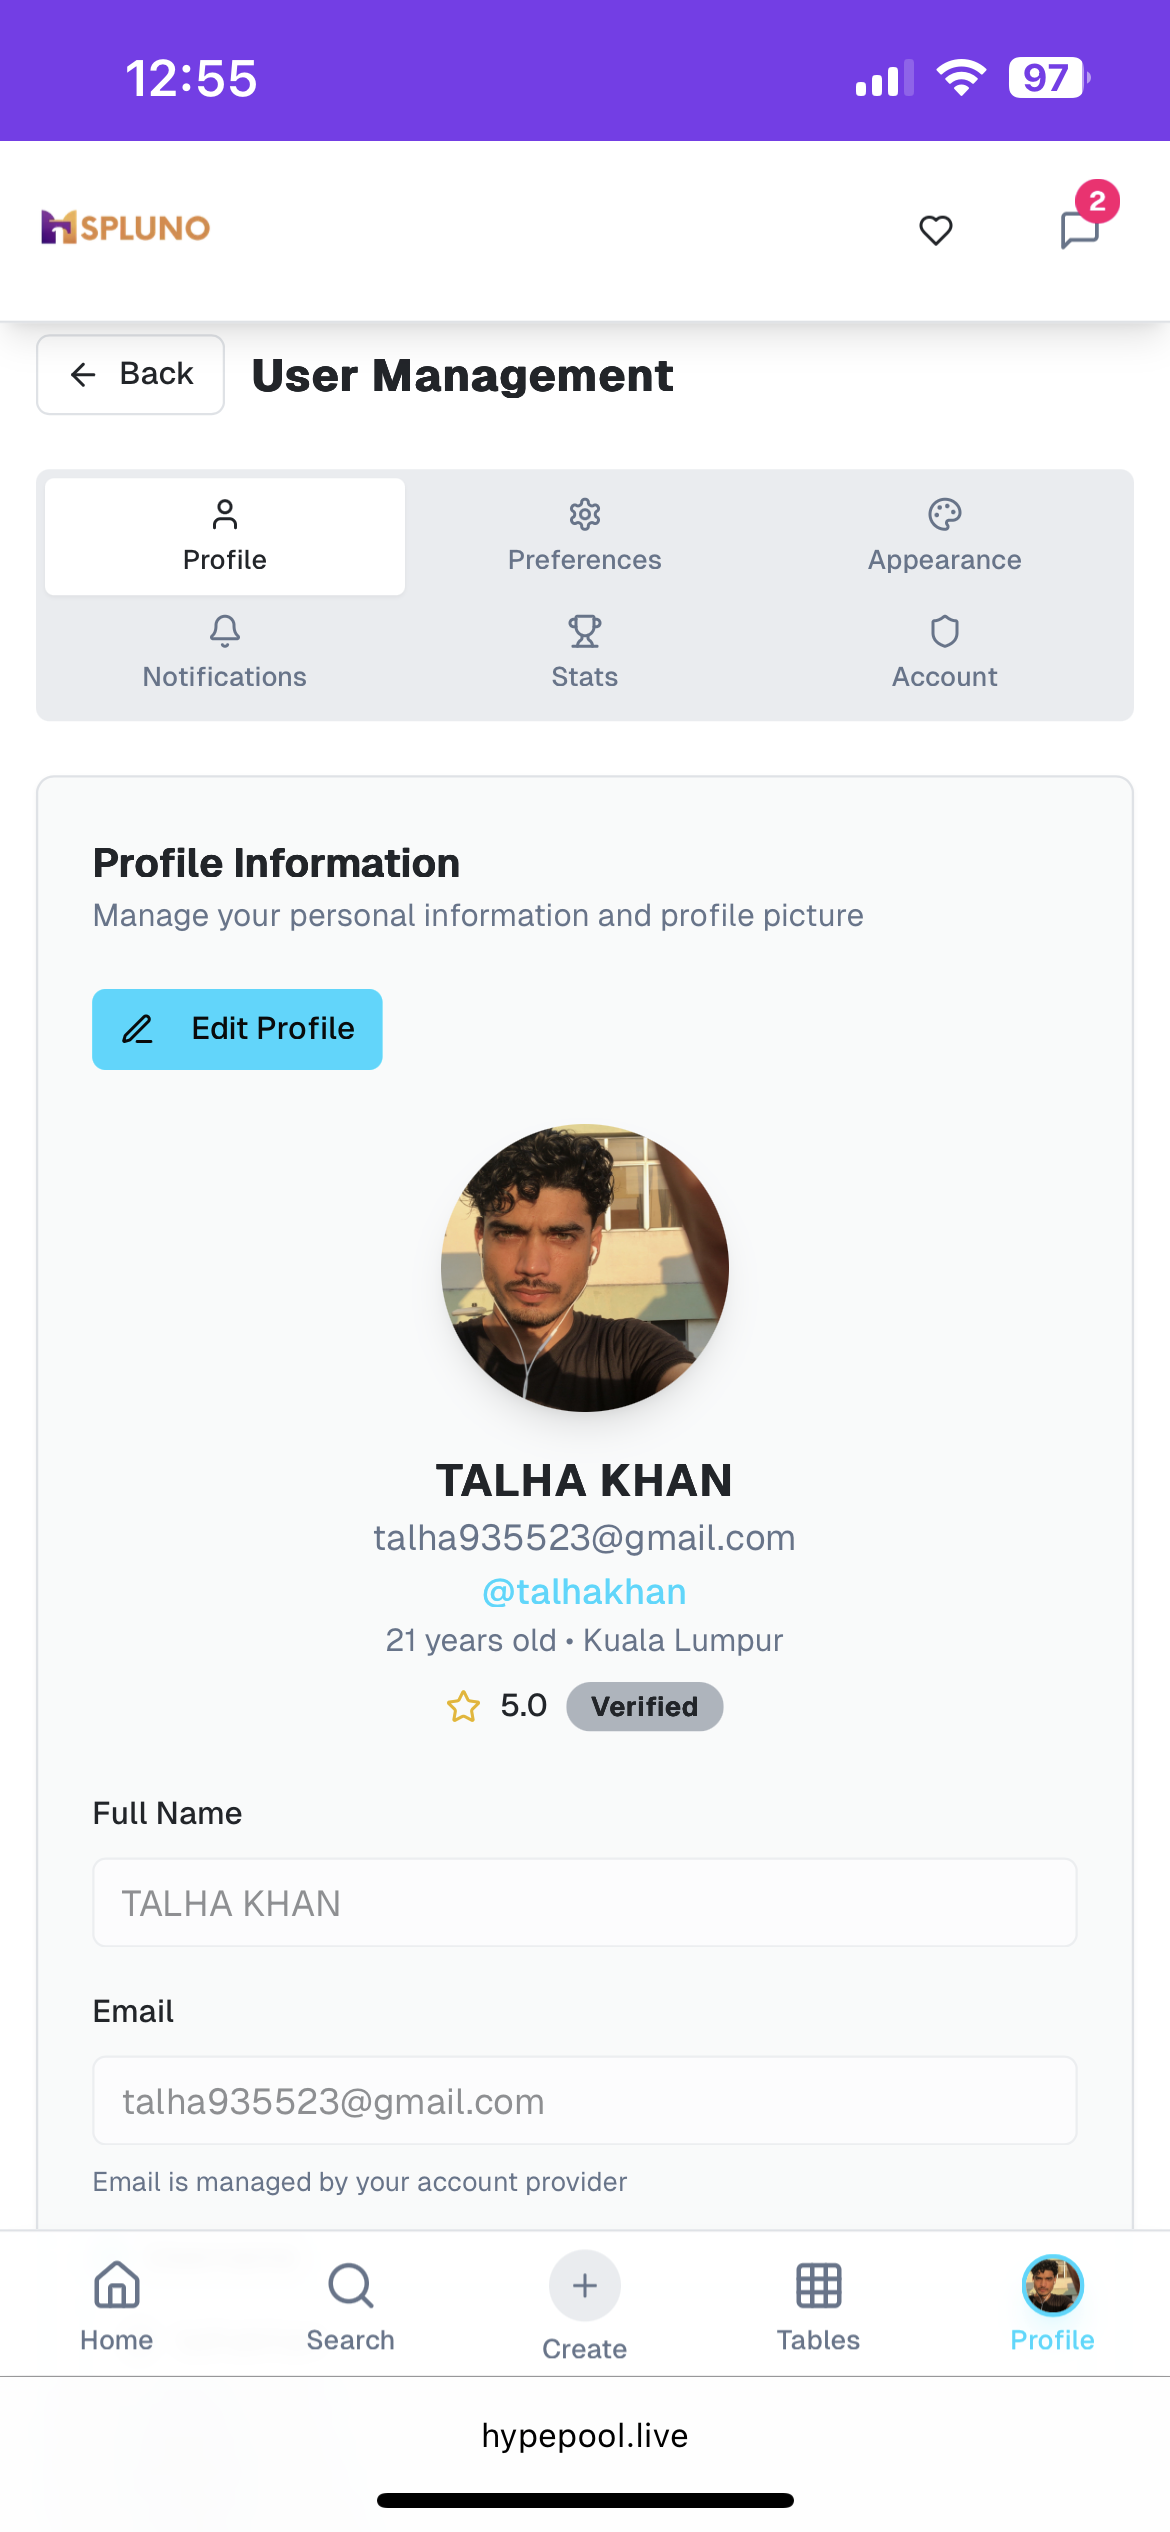 12:55
97
SPLUNO
2
Back
User Management
Profile
Preferences
Appearance
Notifications
Stats
Account
Profile Information
Manage your personal information and profile picture
Edit Profile
TALHA KHAN
talha935523@gmail.com
@talhakhan
21 years old • Kuala Lumpur
5.0 Verified
Full Name
TALHA KHAN
Email
talha935523@gmail.com
Email is managed by your account provider
Home
Search
Create
Tables
Profile
hypepool.live